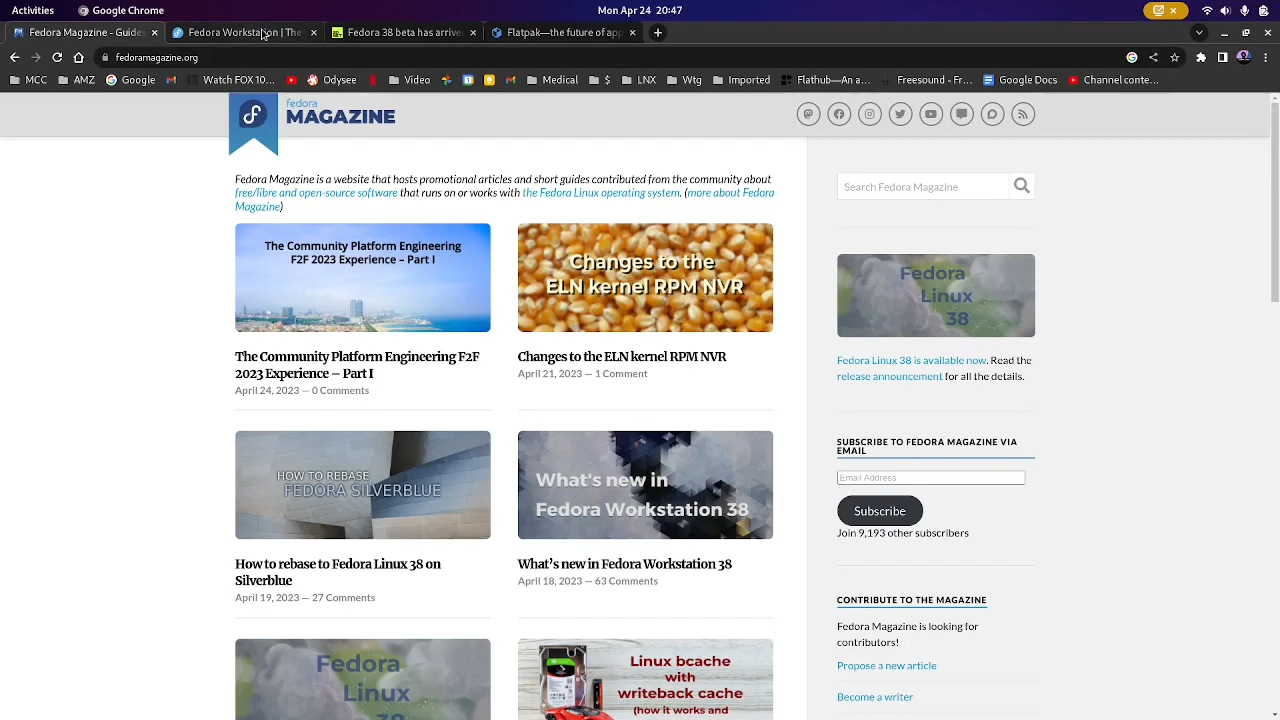 Activities
Google Chrome
Mon Apr 24  20:47
Fedora Magazine - Guides
Fedora Workstation | The
Fedora 38 beta has arrive
Flatpak—the future of app
fedoramagazine.org
MCC
AMZ
Google
Watch FOX 10…
Odysee
Video
Medical
$
LNX
Wtg
Imported
Flathub—An a…
Freesound - Fr…
Google Docs
Channel conte…
fedora
MAGAZINE
Fedora Magazine is a website that hosts promotional articles and short guides contributed from the community about
free/libre and open-source software that runs on or works with the Fedora Linux operating system. (more about Fedora
Magazine)
The Community Platform Engineering
F2F 2023 Experience – Part I
The Community Platform Engineering F2F
2023 Experience – Part I
April 24, 2023 — 0 Comments
Changes to the
ELN kernel RPM NVR
Changes to the ELN kernel RPM NVR
April 21, 2023 — 1 Comment
HOW TO REBASE
FEDORA SILVERBLUE
How to rebase to Fedora Linux 38 on
Silverblue
April 19, 2023 — 27 Comments
What's new in
Fedora Workstation 38
What’s new in Fedora Workstation 38
April 18, 2023 — 63 Comments
Fedora
Linux
38
Linux bcache
with
writeback cache
(how it works and
Search Fedora Magazine
Fedora
Linux
38
Fedora Linux 38 is available now. Read the
release announcement for all the details.
SUBSCRIBE TO FEDORA MAGAZINE VIA
EMAIL
Email Address
Subscribe
Join 9,193 other subscribers
CONTRIBUTE TO THE MAGAZINE
Fedora Magazine is looking for
contributors!
Propose a new article
Become a writer